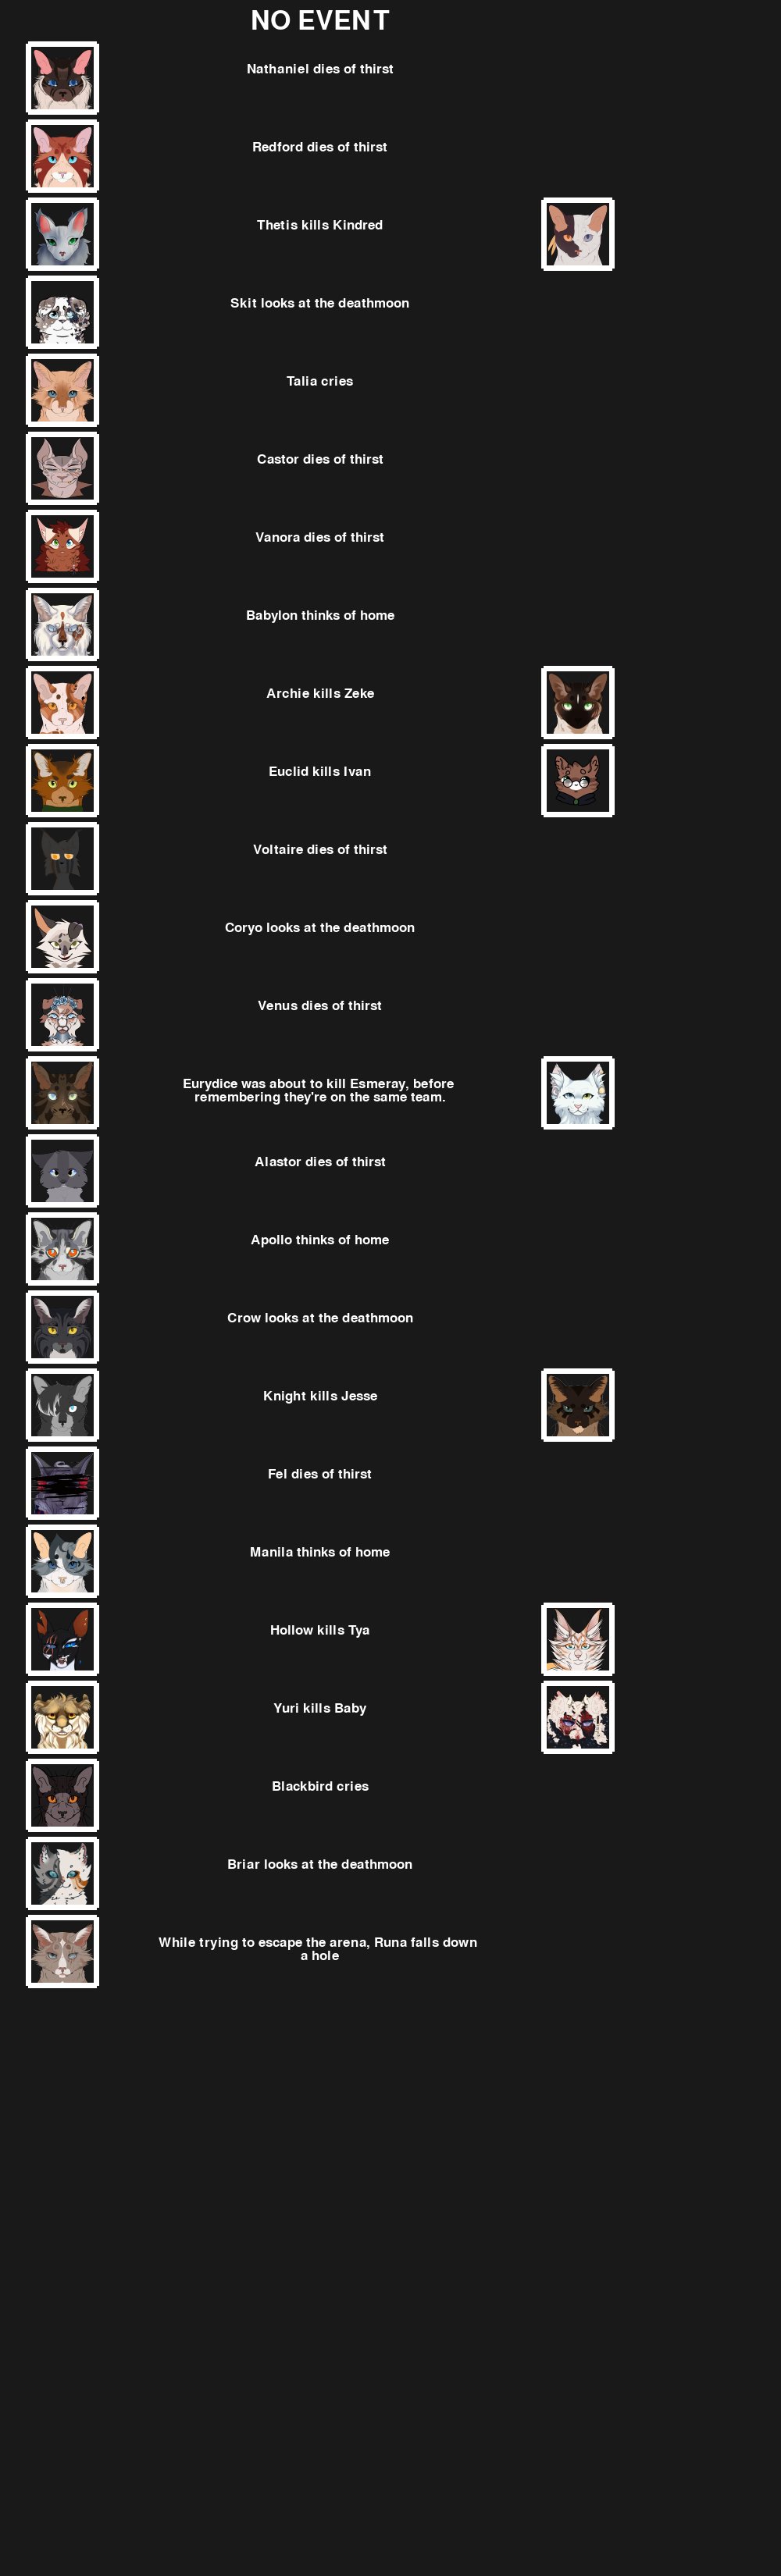 NO EVENT
Nathaniel dies of thirst
Redford dies of thirst
Thetis kills Kindred
Skit looks at the deathmoon
Talia cries
Castor dies of thirst
Vanora dies of thirst
Babylon thinks of home
Archie kills Zeke
Euclid kills Ivan
Voltaire dies of thirst
Coryo looks at the deathmoon
Venus dies of thirst
Eurydice was about to kill Esmeray, before
remembering they're on the same team.
Alastor dies of thirst
Apollo thinks of home
Crow looks at the deathmoon
Knight kills Jesse
Fel dies of thirst
Manila thinks of home
Hollow kills Tya
Yuri kills Baby
Blackbird cries
Briar looks at the deathmoon
While trying to escape the arena, Runa falls down
a hole